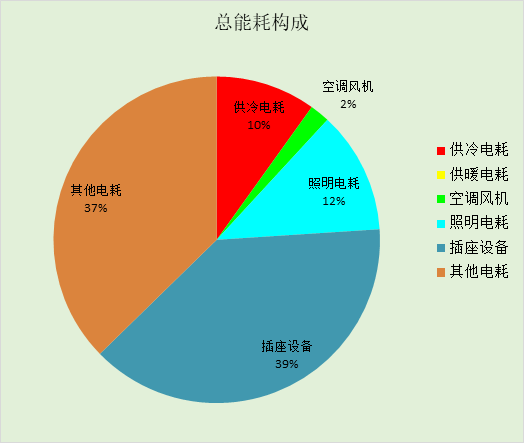 总能耗构成
供冷电耗
10%
空调风机
2%
照明电耗
12%
插座设备
39%
其他电耗
37%
供冷电耗
供暖电耗
空调风机
照明电耗
插座设备
其他电耗